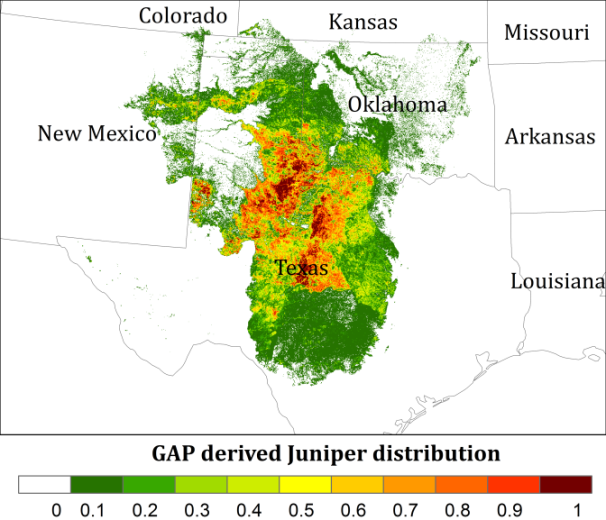 Colorado
Kansas
Missouri
Oklahoma
New Mexico
Arkansas
Texas
Louisiana
GAP derived Juniper distribution
0 0.1 0.2 0.3 0.4 0.5 0.6 0.7 0.8 0.9 1